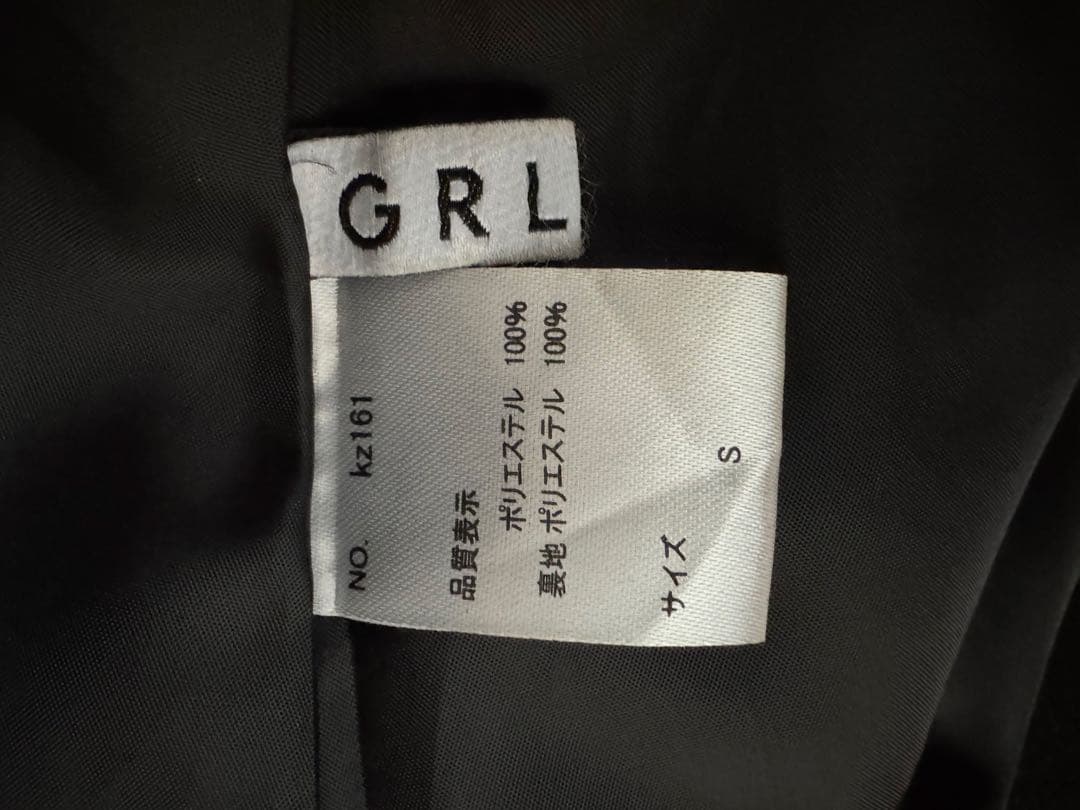 GRL
NO. kz161
品質表示
ポリエステル 100%
裏地 ポリエステル 100%
サイズ S